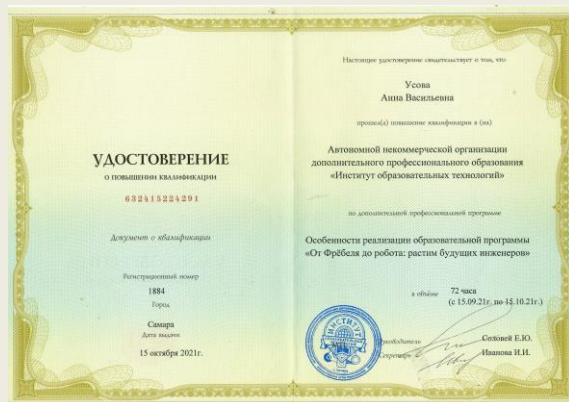 УДОСТОВЕРЕНИЕ
О ПОВЫШЕНИИ КВАЛИФИКАЦИИ
632415224291
Документ о квалификации
Регистрационный номер
1884
Город
Самара
Дата выдачи
15 октября 2021г.
Настоящее удостоверение свидетельствует о том, что
Усова
Анна Васильевна
прошел(а) повышение квалификации в (на)
Автономной некоммерческой организации
дополнительного профессионального образования
«Институт образовательных технологий»
по дополнительной профессиональной программе
Особенности реализации образовательной программы
«От Фрёбеля до робота: растим будущих инженеров»
в объёме 72 часа
(с 15.09.21г. по 15.10.21г.)
ИНСТИТУТ
Руководитель Соловей Е.Ю.
Секретарь Иванова И.И.